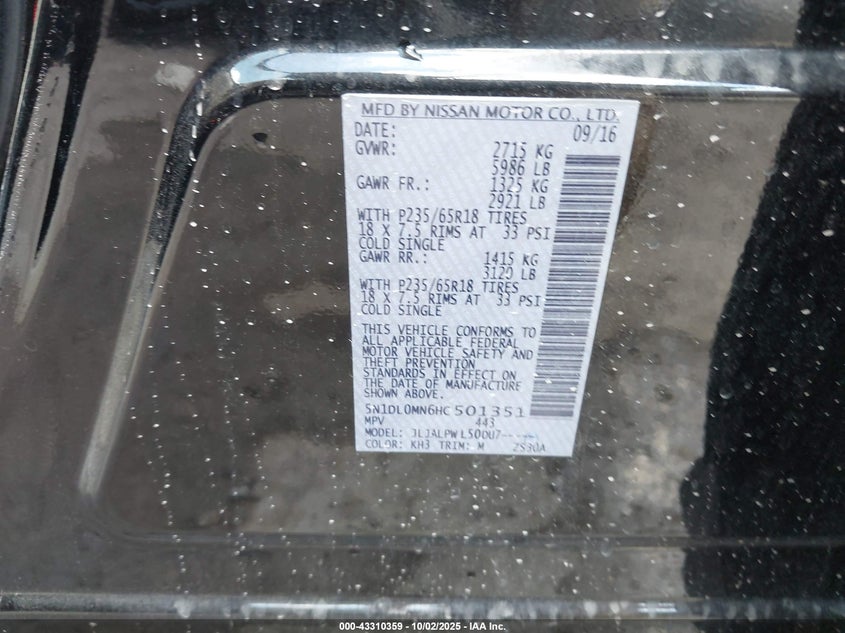 MFD BY NISSAN MOTOR CO., LTD.
DATE: 09/16
GVWR: 2715 KG
5986 LB
GAWR FR.: 1325 KG
2921 LB
WITH P235/65R18 TIRES
18 X 7.5 RIMS AT 33 PSI
COLD SINGLE
GAWR RR.: 1415 KG
3120 LB
WITH P235/65R18 TIRES
18 X 7.5 RIMS AT 33 PSI
COLD SINGLE
THIS VEHICLE CONFORMS TO
ALL APPLICABLE FEDERAL
MOTOR VEHICLE SAFETY AND
THEFT PREVENTION
STANDARDS IN EFFECT ON
THE DATE OF MANUFACTURE
SHOWN ABOVE.
5N1DL0MN6HC501351
MPV 443
MODEL:
COLOR: KH3 TRIM: M
000-43310359 - 10/02/2025 - IAA Inc.